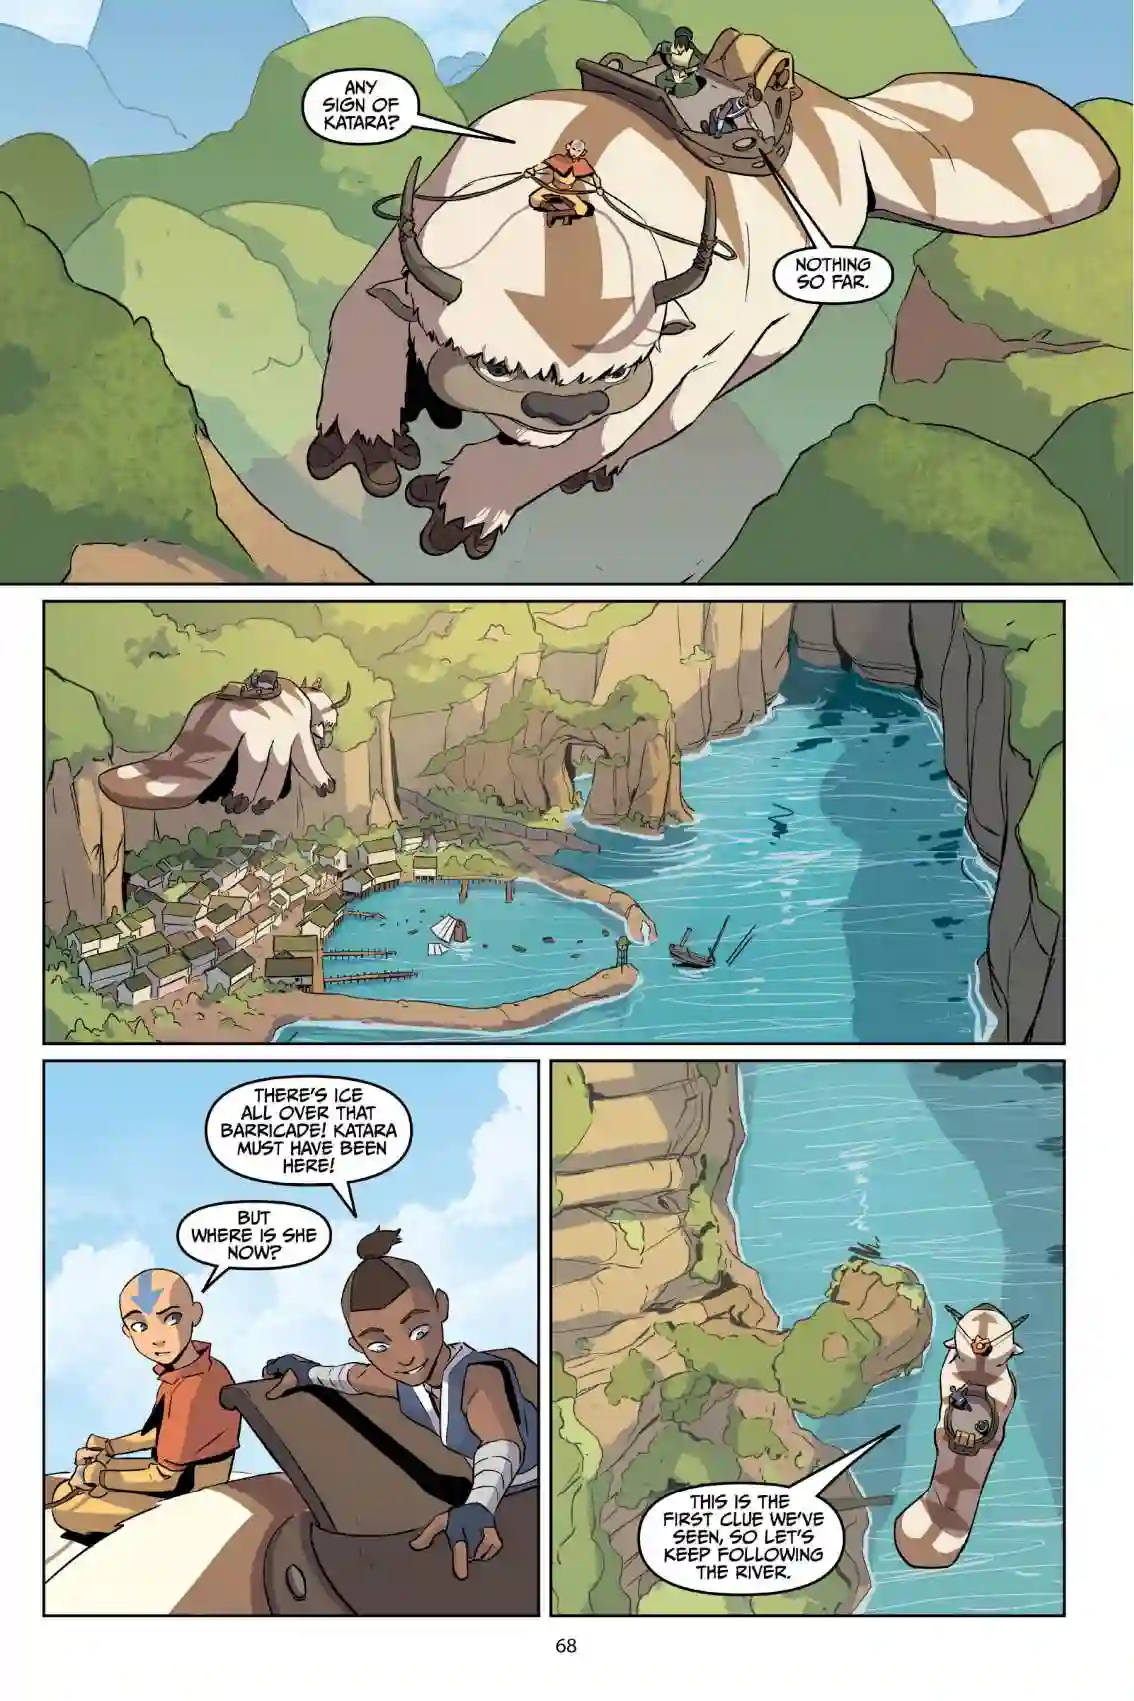 ANY
SIGN OF
KATARA?
NOTHING
SO FAR.
THERE'S ICE
ALL OVER THAT
BARRICADE! KATARA
MUST HAVE BEEN
HERE!
BUT
WHERE IS SHE
NOW?
THIS IS THE
FIRST CLUE WE'VE
SEEN, SO LET'S
KEEP FOLLOWING
THE RIVER.
68